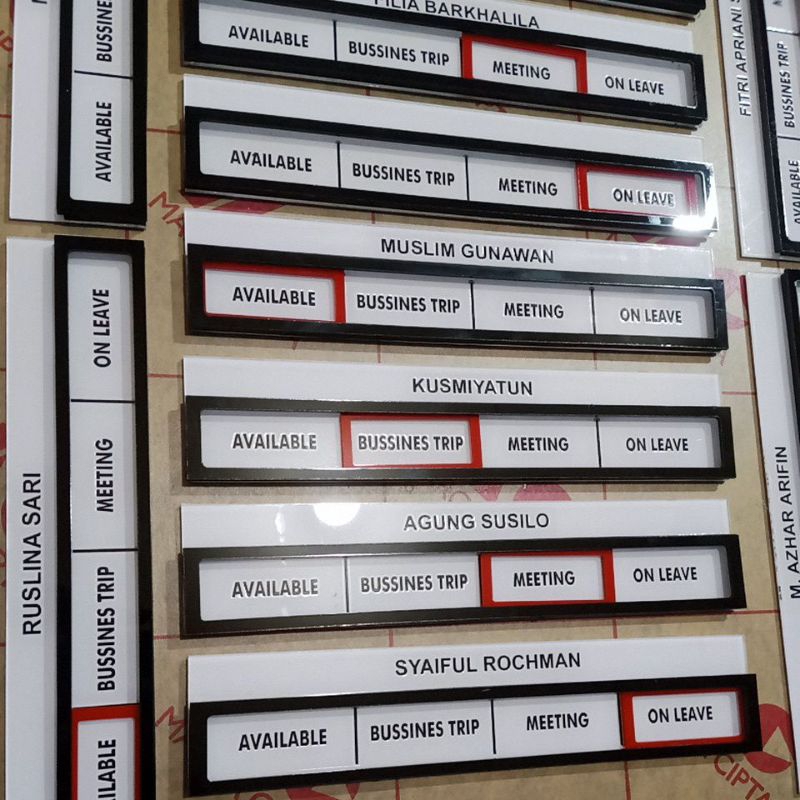 AVAILABLE BUSSINES TRIP MEETING ON LEAVE
AVAILABLE BUSSINES TRIP MEETING ON LEAVE
MUSLIM GUNAWAN
AVAILABLE BUSSINES TRIP MEETING ON LEAVE
KUSMIYATUN
AVAILABLE BUSSINES TRIP MEETING ON LEAVE
AGUNG SUSILO
AVAILABLE BUSSINES TRIP MEETING ON LEAVE
SYAIFUL ROCHMAN
AVAILABLE BUSSINES TRIP MEETING ON LEAVE
AVAILABLE
RUSLINA SARI
BUSSINES TRIP MEETING ON LEAVE
FITRI APRIANI
AVAILABLE BUSSINES TRIP
M. AZHAR ARIFIN